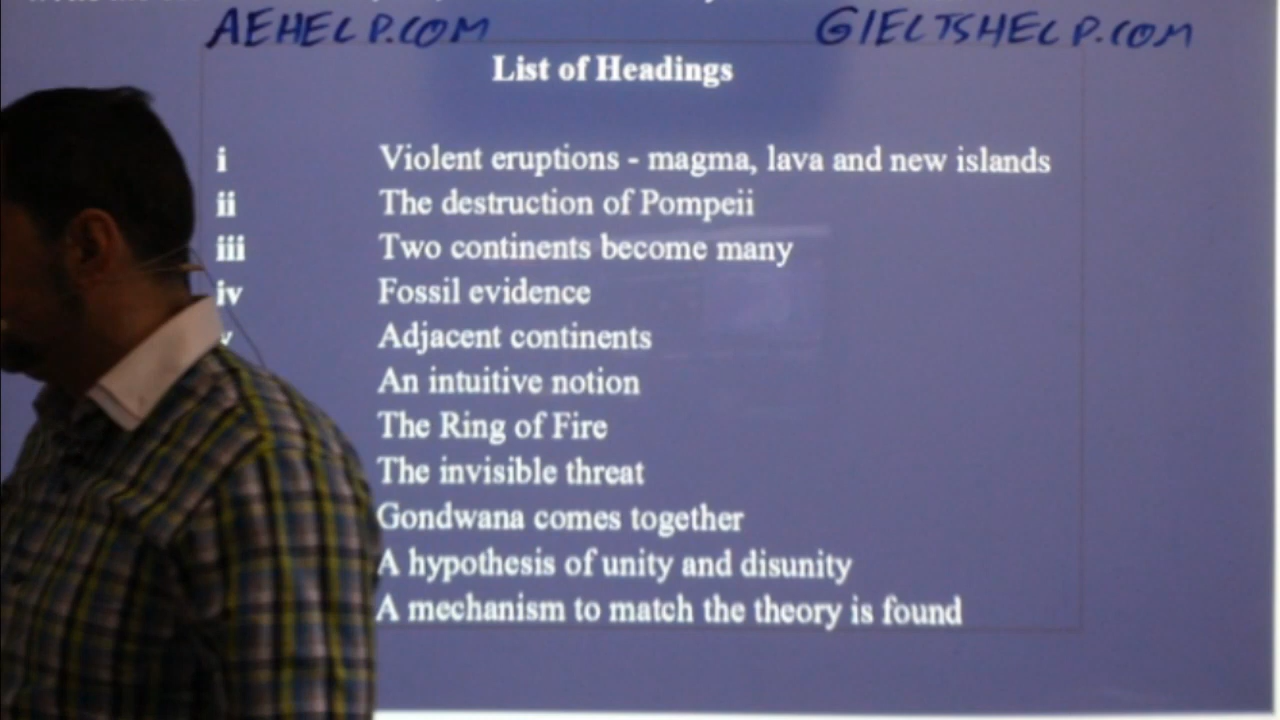 AEHELP.COM GIELTSHELP.COM
List of Headings
i Violent eruptions - magma, lava and new islands
ii The destruction of Pompeii
iii Two continents become many
iv Fossil evidence
v Adjacent continents
An intuitive notion
The Ring of Fire
The invisible threat
Gondwana comes together
A hypothesis of unity and disunity
A mechanism to match the theory is found